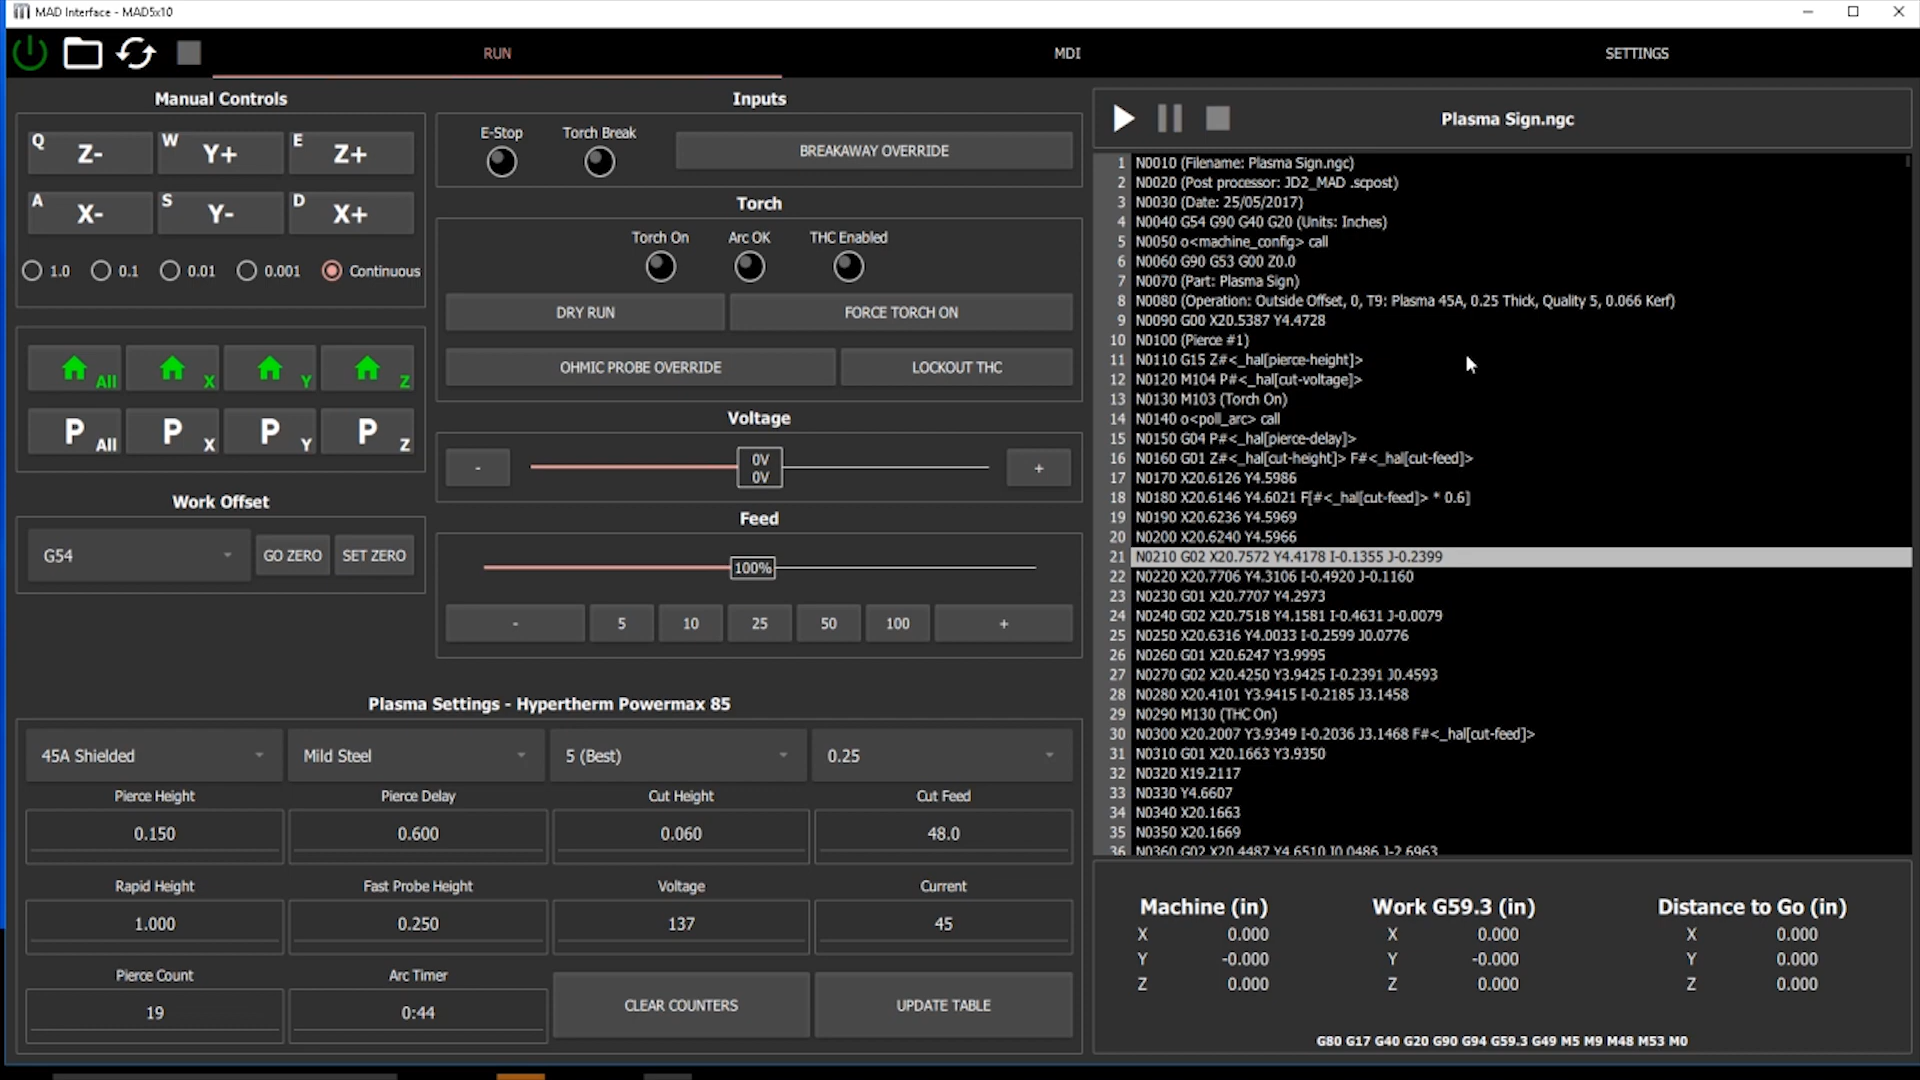 MAD Interface - MAD5x10
RUN
MDI
SETTINGS
Manual Controls
Q Z-
W Y+
E Z+
A X-
S Y-
D X+
1.0 0.1 0.01 0.001 Continuous
All X Y Z
P All P X P Y P Z
Work Offset
G54 GO ZERO SET ZERO
Inputs
E-Stop Torch Break BREAKAWAY OVERRIDE
Torch
Torch On Arc OK THC Enabled
DRY RUN FORCE TORCH ON
OHMIC PROBE OVERRIDE LOCKOUT THC
Voltage
- 0V +
0V
Feed
100%
- 5 10 25 50 100 +
Plasma Settings - Hypertherm Powermax 85
45A Shielded Mild Steel 5 (Best) 0.25
Pierce Height Pierce Delay Cut Height Cut Feed
0.150 0.600 0.060 48.0
Rapid Height Fast Probe Height Voltage Current
1.000 0.250 137 45
Pierce Count Arc Timer
19 0:44 CLEAR COUNTERS UPDATE TABLE
Plasma Sign.ngc
1 N0010 (Filename: Plasma Sign.ngc)
2 N0020 (Post processor: JD2_MAD .scpost)
3 N0030 (Date: 25/05/2017)
4 N0040 G54 G90 G40 G20 (Units: Inches)
5 N0050 o<machine_config> call
6 N0060 G90 G53 G00 Z0.0
7 N0070 (Part: Plasma Sign)
8 N0080 (Operation: Outside Offset, 0, T9: Plasma 45A, 0.25 Thick, Quality 5, 0.066 Kerf)
9 N0090 G00 X20.5387 Y4.4728
10 N0100 (Pierce #1)
11 N0110 G15 Z#<_hal[pierce-height]>
12 N0120 M104 P#<_hal[cut-voltage]>
13 N0130 M103 (Torch On)
14 N0140 o<poll_arc> call
15 N0150 G04 P#<_hal[pierce-delay]>
16 N0160 G01 Z#<_hal[cut-height]> F#<_hal[cut-feed]>
17 N0170 X20.6126 Y4.5986
18 N0180 X20.6146 Y4.6021 F[#<_hal[cut-feed]> * 0.6]
19 N0190 X20.6236 Y4.5969
20 N0200 X20.6240 Y4.5966
21 N0210 G02 X20.7572 Y4.4178 I-0.1355 J-0.2399
22 N0220 X20.7706 Y4.3106 I-0.4920 J-0.1160
23 N0230 G01 X20.7707 Y4.2973
24 N0240 G02 X20.7518 Y4.1581 I-0.4631 J-0.0079
25 N0250 X20.6316 Y4.0033 I-0.2599 J0.0776
26 N0260 G01 X20.6247 Y3.9995
27 N0270 G02 X20.4250 Y3.9425 I-0.2391 J0.4593
28 N0280 X20.4101 Y3.9415 I-0.2185 J3.1458
29 N0290 M130 (THC On)
30 N0300 X20.2007 Y3.9349 I-0.2036 J3.1468 F#<_hal[cut-feed]>
31 N0310 G01 X20.1663 Y3.9350
32 N0320 X19.2117
33 N0330 Y4.6607
34 N0340 X20.1663
35 N0350 X20.1669
36 N0360 G02 X20.4487 Y4.6510 I0.0486 J-2.6963
Machine (in) Work G59.3 (in) Distance to Go (in)
X 0.000 X 0.000 X 0.000
Y -0.000 Y -0.000 Y 0.000
Z 0.000 Z 0.000 Z 0.000
G80 G17 G40 G20 G90 G94 G59.3 G49 M5 M9 M48 M53 M0